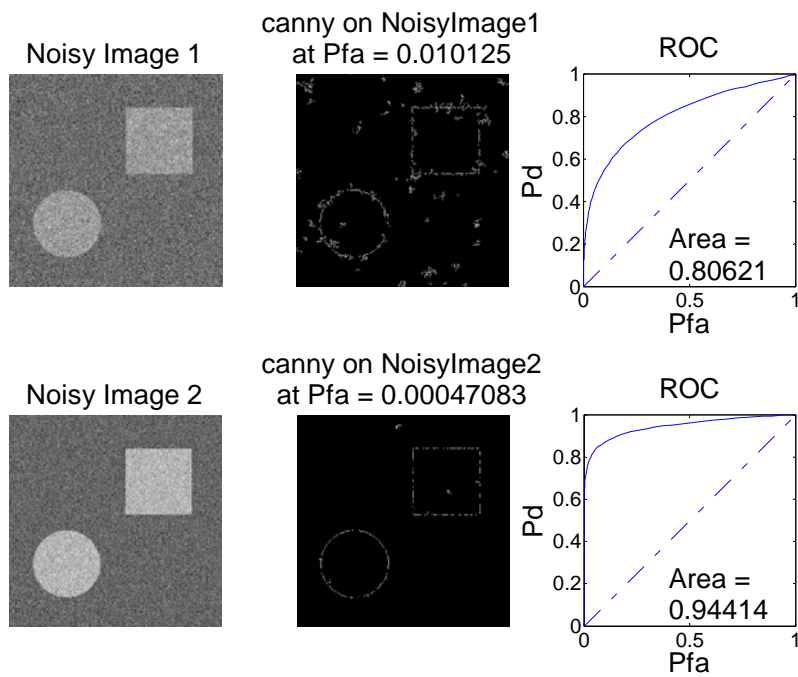 Noisy Image 1
canny on NoisyImage1
at Pfa = 0.010125
ROC
1
0.8
0.6
0.4
0.2
0
Pd
Area =
0.80621
0
0.5
1
Pfa
Noisy Image 2
canny on NoisyImage2
at Pfa = 0.00047083
ROC
1
0.8
0.6
0.4
0.2
0
Pd
Area =
0.94414
0
0.5
1
Pfa